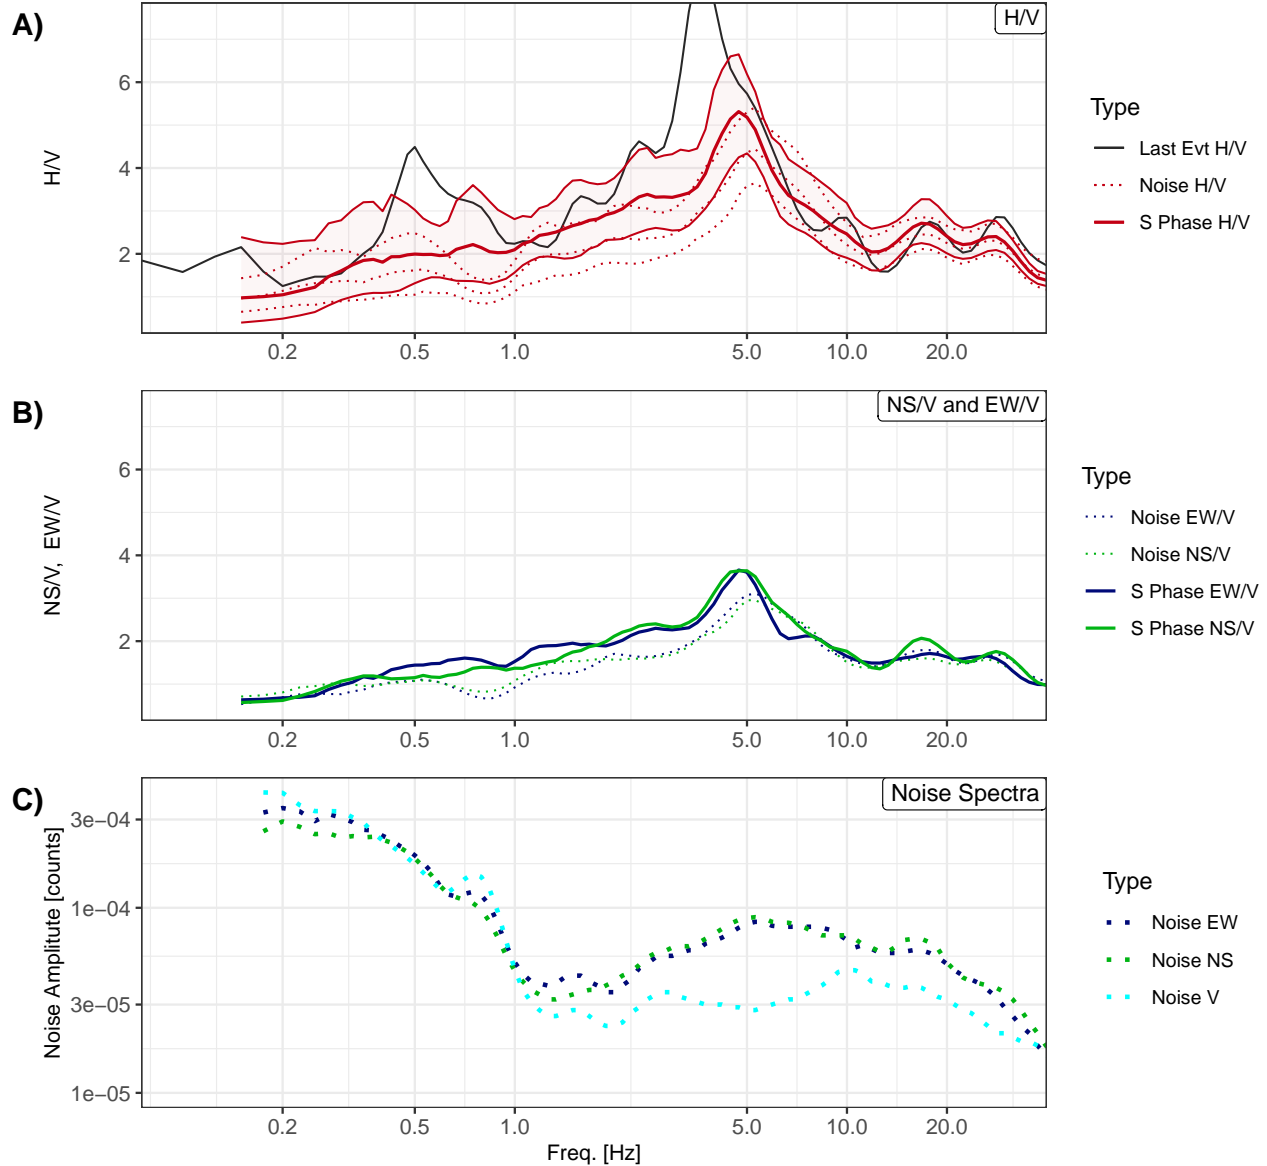 A)
H/V
H/V
6
4
2
0.2 0.5 1.0 5.0 10.0 20.0
Type
Last Evt H/V
Noise H/V
S Phase H/V
B)
NS/V and EW/V
NS/V, EW/V
6
4
2
0.2 0.5 1.0 5.0 10.0 20.0
Type
Noise EW/V
Noise NS/V
S Phase EW/V
S Phase NS/V
C)
Noise Spectra
Noise Amplitute [counts]
3e−04
1e−04
3e−05
1e−05
0.2 0.5 1.0 5.0 10.0 20.0
Freq. [Hz]
Type
Noise EW
Noise NS
Noise V